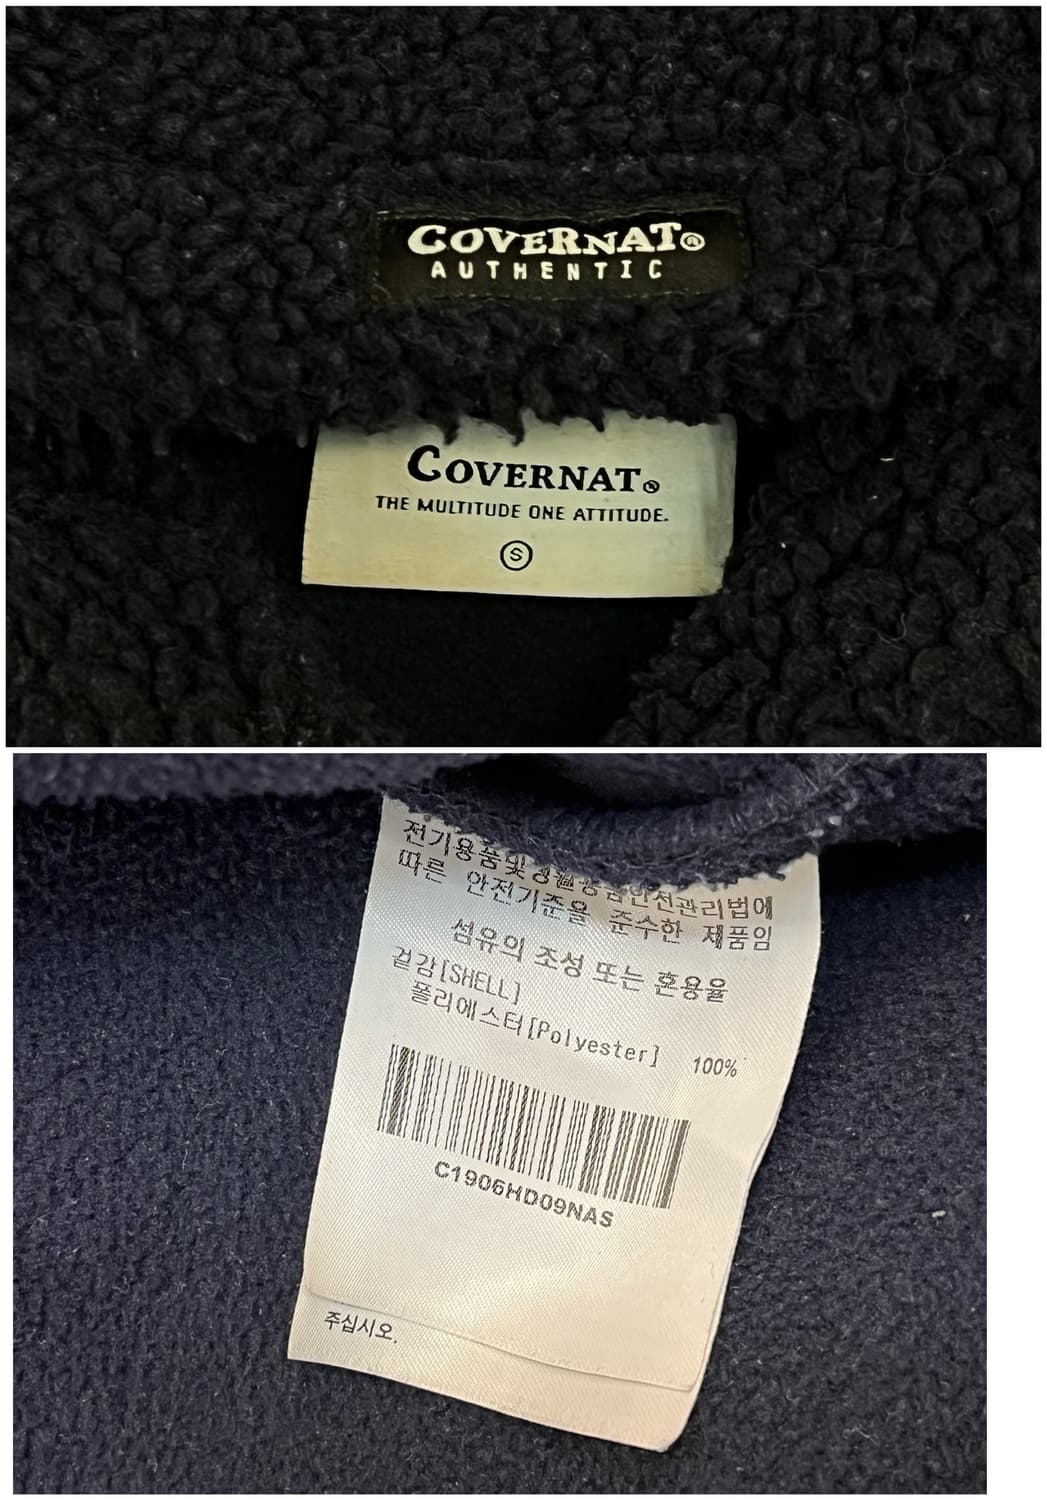 COVERNAT®
AUTHENTIC
COVERNAT®
THE MULTITUDE ONE ATTITUDE.
S
전기용품및생활용품안전관리법에
따른 안전기준을 준수한 제품임
섬유의 조성 또는 혼용율
겉감[SHELL]
폴리에스터[Polyester] 100%
C1906HD09NAS
주십시오.